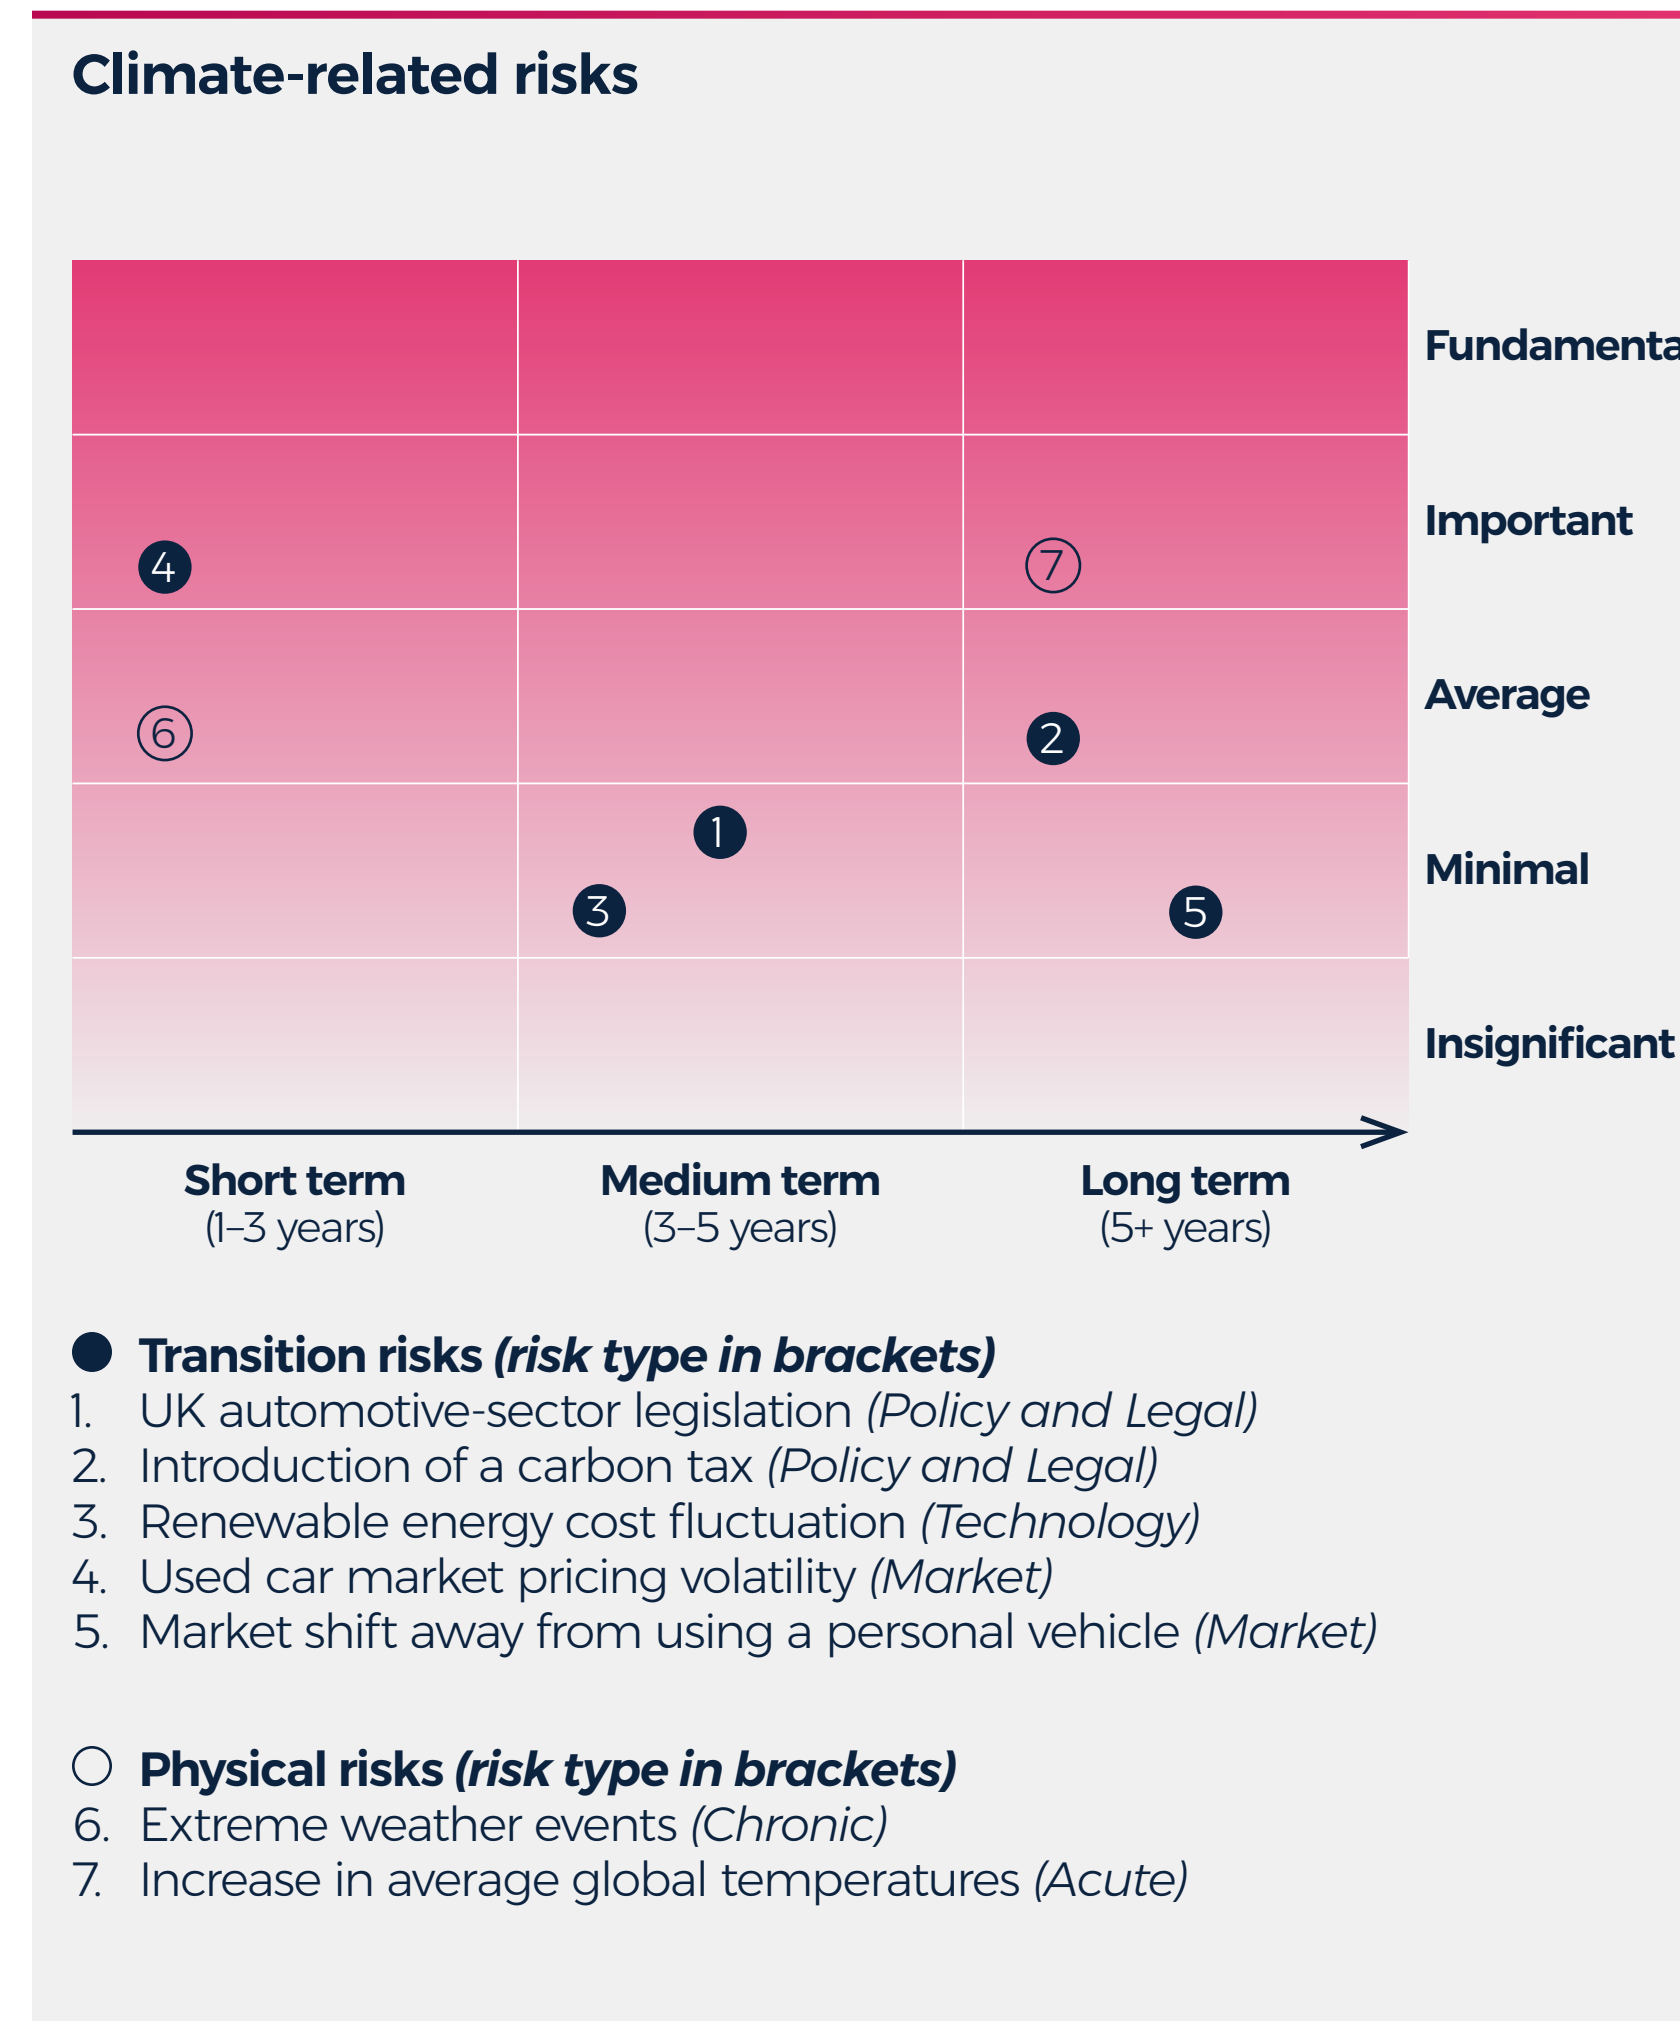 Climate-related risks
Fundamenta
4
7
Important
6
2
Average
1
3
5
Minimal
Insignificant
Short term
(1–3 years)
Medium term
(3–5 years)
Long term
(5+ years)
Transition risks (risk type in brackets)
1. UK automotive-sector legislation (Policy and Legal)
2. Introduction of a carbon tax (Policy and Legal)
3. Renewable energy cost fluctuation (Technology)
4. Used car market pricing volatility (Market)
5. Market shift away from using a personal vehicle (Market)
Physical risks (risk type in brackets)
6. Extreme weather events (Chronic)
7. Increase in average global temperatures (Acute)